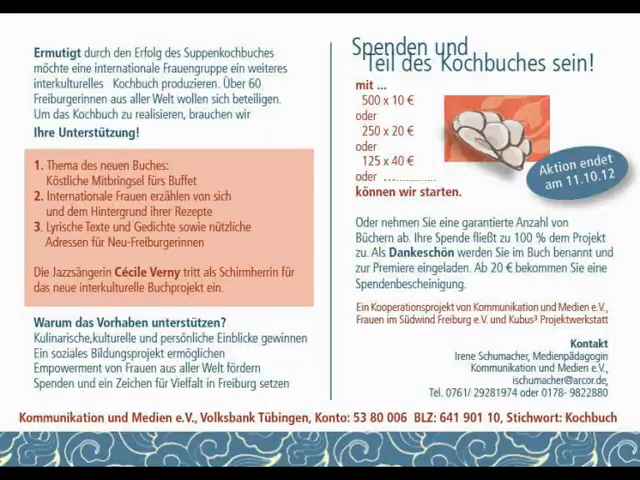 Ermutigt durch den Erfolg des Suppenkochbuches
möchte eine internationale Frauengruppe ein weiteres
interkulturelles Kochbuch produzieren. Über 60
Freiburgerinnen aus aller Welt wollen sich beteiligen.
Um das Kochbuch zu realisieren, brauchen wir
Ihre Unterstützung!
1. Thema des neuen Buches:
Köstliche Mitbringsel fürs Buffet
2. Internationale Frauen erzählen von sich
und dem Hintergrund ihrer Rezepte
3. Lyrische Texte und Gedichte sowie nützliche
Adressen für Neu-Freiburgerinnen
Die Jazzsängerin Cécile Verny tritt als Schirmherrin für
das neue interkulturelle Buchprojekt ein.
Warum das Vorhaben unterstützen?
Kulinarische,kulturelle und persönliche Einblicke gewinnen
Ein soziales Bildungsprojekt ermöglichen
Empowerment von Frauen aus aller Welt fördern
Spenden und ein Zeichen für Vielfalt in Freiburg setzen
Spenden und
Teil des Kochbuches sein!
mit ...
500 x 10 €
oder
250 x 20 €
oder
125 x 40 €
oder ...............
können wir starten.
Aktion endet
am 11.10.12
Oder nehmen Sie eine garantierte Anzahl von
Büchern ab. Ihre Spende fließt zu 100 % dem Projekt
zu. Als Dankeschön werden Sie im Buch benannt und
zur Premiere eingeladen. Ab 20 € bekommen Sie eine
Spendenbescheinigung.
Ein Kooperationsprojekt von Kommunikation und Medien e.V.,
Frauen im Südwind Freiburg e.V. und Kubus³ Projektwerkstatt
Kontakt
Irene Schumacher, Medienpädagogin
Kommunikation und Medien e.V.,
ischumacher@arcor.de,
Tel. 0761/ 29281974 oder 0178- 9822880
Kommunikation und Medien e.V., Volksbank Tübingen, Konto: 53 80 006 BLZ: 641 901 10, Stichwort: Kochbuch